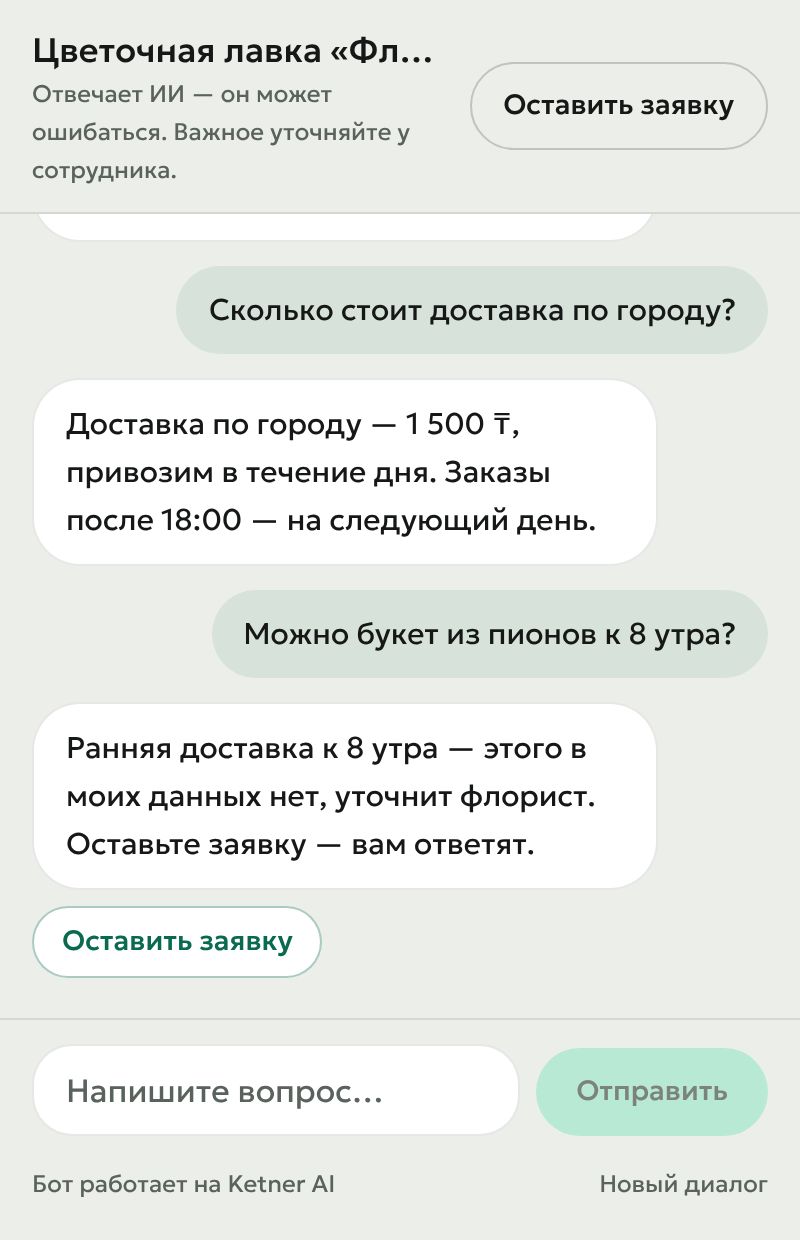 Цветочная лавка «Фл...
Отвечает ИИ — он может
ошибаться. Важное уточняйте у
сотрудника.
Оставить заявку
Сколько стоит доставка по городу?
Доставка по городу — 1 500 ₸,
привозим в течение дня. Заказы
после 18:00 — на следующий день.
Можно букет из пионов к 8 утра?
Ранняя доставка к 8 утра — этого в
моих данных нет, уточнит флорист.
Оставьте заявку — вам ответят.
Оставить заявку
Напишите вопрос...
Отправить
Бот работает на Ketner AI
Новый диалог